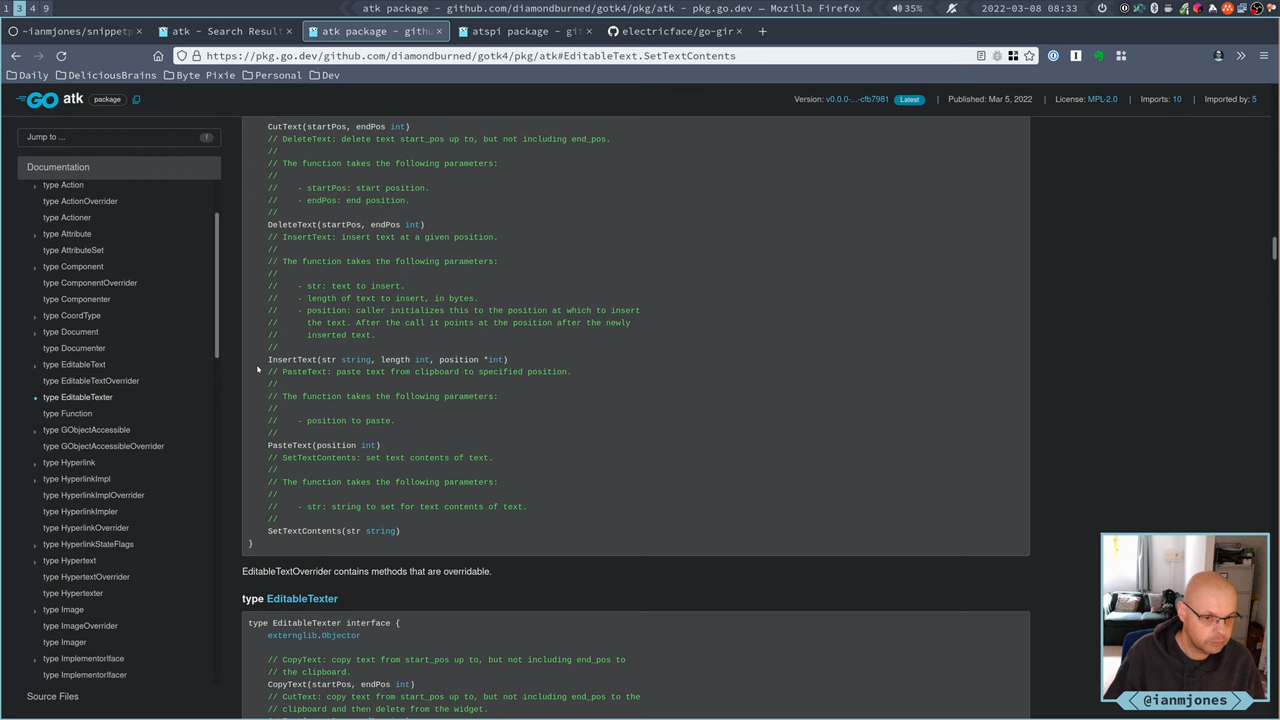 1 3 4 9
atk package - github.com/diamondburned/gotk4/pkg/atk - pkg.go.dev — Mozilla Firefox
35%
2022-03-08 08:33
~ianmjones/snippetp
atk - Search Result
atk package - githu
atspi package - git
electricface/go-gir
https://pkg.go.dev/github.com/diamondburned/gotk4/pkg/atk#EditableText.SetTextContents
Daily
DeliciousBrains
Byte Pixie
Personal
Dev
GO atk package
Version: v0.0.0-...-cfb7981 Latest | Published: Mar 5, 2022 | License: MPL-2.0 | Imports: 10 | Imported by: 5
Jump to ... f
Documentation
type Action
type ActionOverrider
type Actioner
type Attribute
type AttributeSet
type Component
type ComponentOverrider
type Componenter
type CoordType
type Document
type Documenter
type EditableText
type EditableTextOverrider
type EditableTexter
type Function
type GObjectAccessible
type GObjectAccessibleOverrider
type Hyperlink
type HyperlinkImpl
type HyperlinkImplOverrider
type HyperlinkImpler
type HyperlinkOverrider
type HyperlinkStateFlags
type Hypertext
type HypertextOverrider
type Hypertexter
type Image
type ImageOverrider
type Imager
type ImplementorIface
type ImplementorIfacer
Source Files
CutText(startPos, endPos int)
// DeleteText: delete text start_pos up to, but not including end_pos.
//
// The function takes the following parameters:
//
// - startPos: start position.
// - endPos: end position.
//
DeleteText(startPos, endPos int)
// InsertText: insert text at a given position.
//
// The function takes the following parameters:
//
// - str: text to insert.
// - length of text to insert, in bytes.
// - position: caller initializes this to the position at which to insert
// the text. After the call it points at the position after the newly
// inserted text.
//
InsertText(str string, length int, position *int)
// PasteText: paste text from clipboard to specified position.
//
// The function takes the following parameters:
//
// - position to paste.
//
PasteText(position int)
// SetTextContents: set text contents of text.
//
// The function takes the following parameters:
//
// - str: string to set for text contents of text.
//
SetTextContents(str string)
}
EditableTextOverrider contains methods that are overridable.
type EditableTexter
type EditableTexter interface {
externglib.Objector
// CopyText: copy text from start_pos up to, but not including end_pos to
// the clipboard.
CopyText(startPos, endPos int)
// CutText: copy text from start_pos up to, but not including end_pos to the
// clipboard and then delete from the widget.
@ianmjones